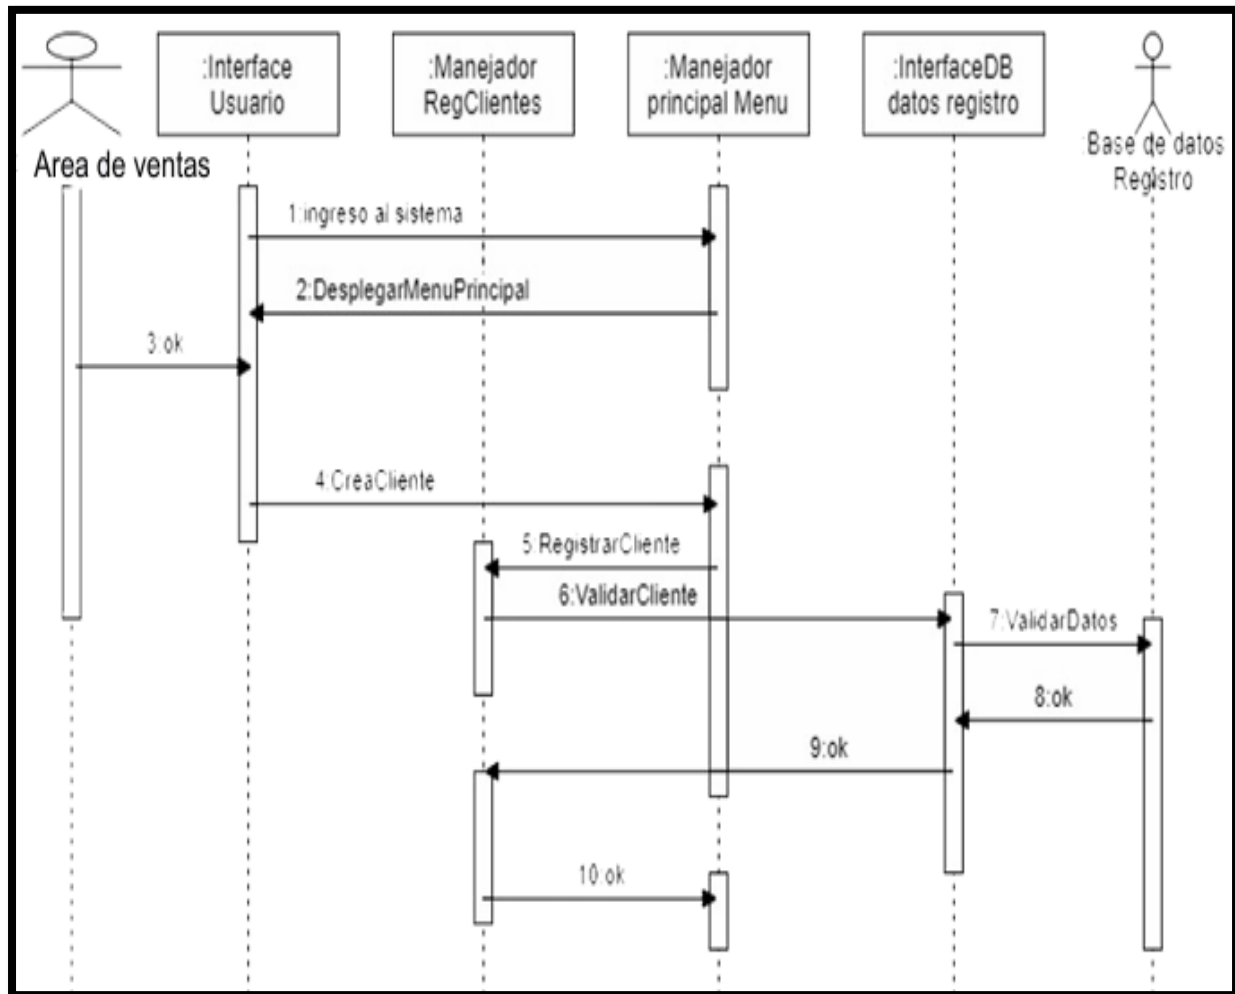 :Interface
Usuario
:Manejador
RegClientes
:Manejador
principal Menu
:InterfaceDB
datos registro
Area de ventas
:Base de datos
Registro
1:ingreso al sistema
2:DesplegarMenuPrincipal
3:ok
4:CreaCliente
5:RegistrarCliente
6:ValidarCliente
7:ValidarDatos
8:ok
9:ok
10:ok